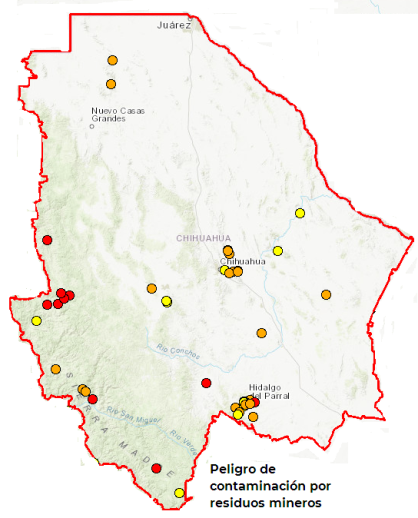 Juárez
Nuevo Casas
Grandes
CHIHUAHUA
Chihuahua
Río Conchos
Hidalgo
del Parral
SIERRA MADRE
Río San Miguel
Río Verde
Peligro de
contaminación por
residuos mineros